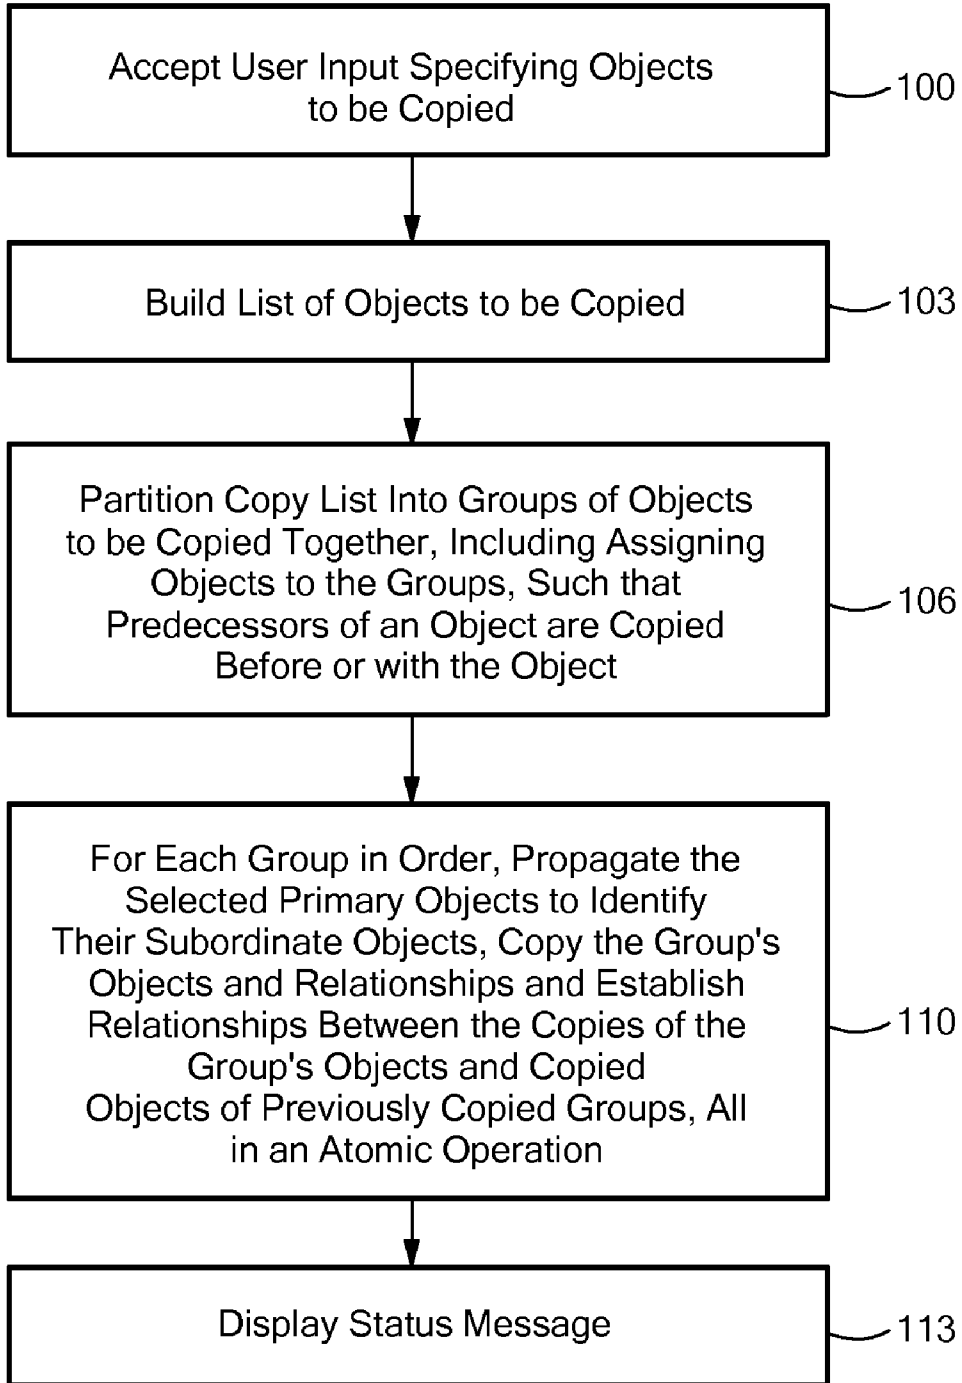 Accept User Input Specifying Objects
to be Copied
100
Build List of Objects to be Copied
103
Partition Copy List Into Groups of Objects
to be Copied Together, Including Assigning
Objects to the Groups, Such that
Predecessors of an Object are Copied
Before or with the Object
106
For Each Group in Order, Propagate the
Selected Primary Objects to Identify
Their Subordinate Objects, Copy the Group's
Objects and Relationships and Establish
Relationships Between the Copies of the
Group's Objects and Copied
Objects of Previously Copied Groups, All
in an Atomic Operation
110
Display Status Message
113